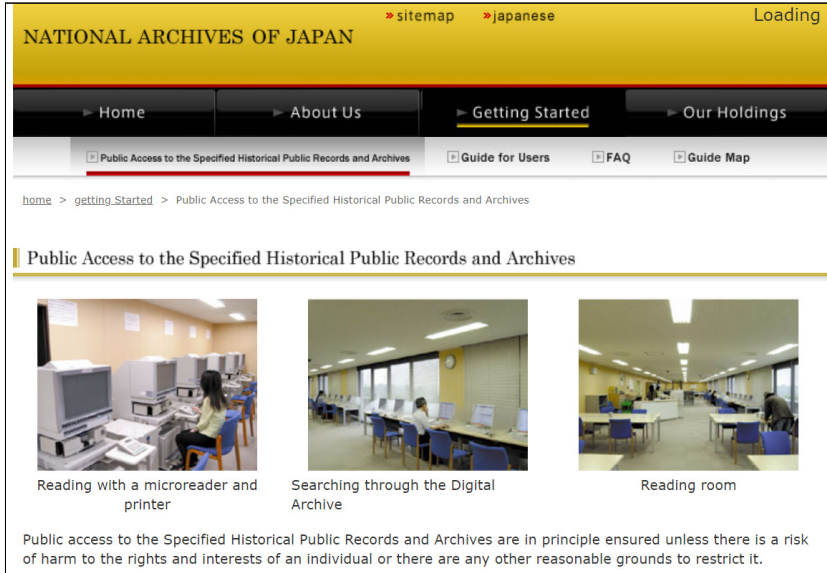 »sitemap »japanese Loading
NATIONAL ARCHIVES OF JAPAN
Home About Us Getting Started Our Holdings
Public Access to the Specified Historical Public Records and Archives Guide for Users FAQ Guide Map
home > getting Started > Public Access to the Specified Historical Public Records and Archives
Public Access to the Specified Historical Public Records and Archives
Reading with a microreader and
printer
Searching through the Digital
Archive
Reading room
Public access to the Specified Historical Public Records and Archives are in principle ensured unless there is a risk
of harm to the rights and interests of an individual or there are any other reasonable grounds to restrict it.